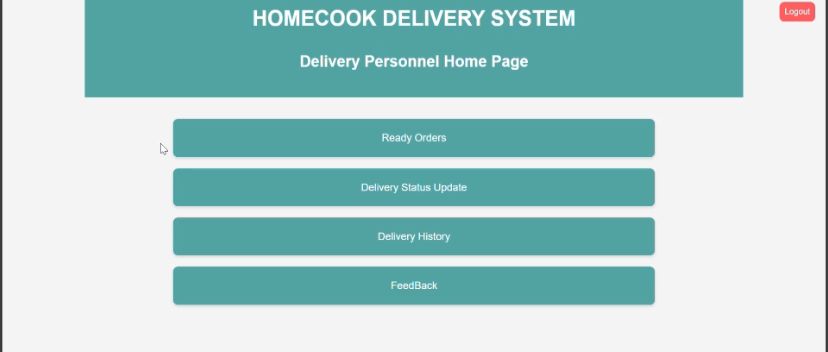 HOMECOOK DELIVERY SYSTEM
Logout
Delivery Personnel Home Page
Ready Orders
Delivery Status Update
Delivery History
FeedBack